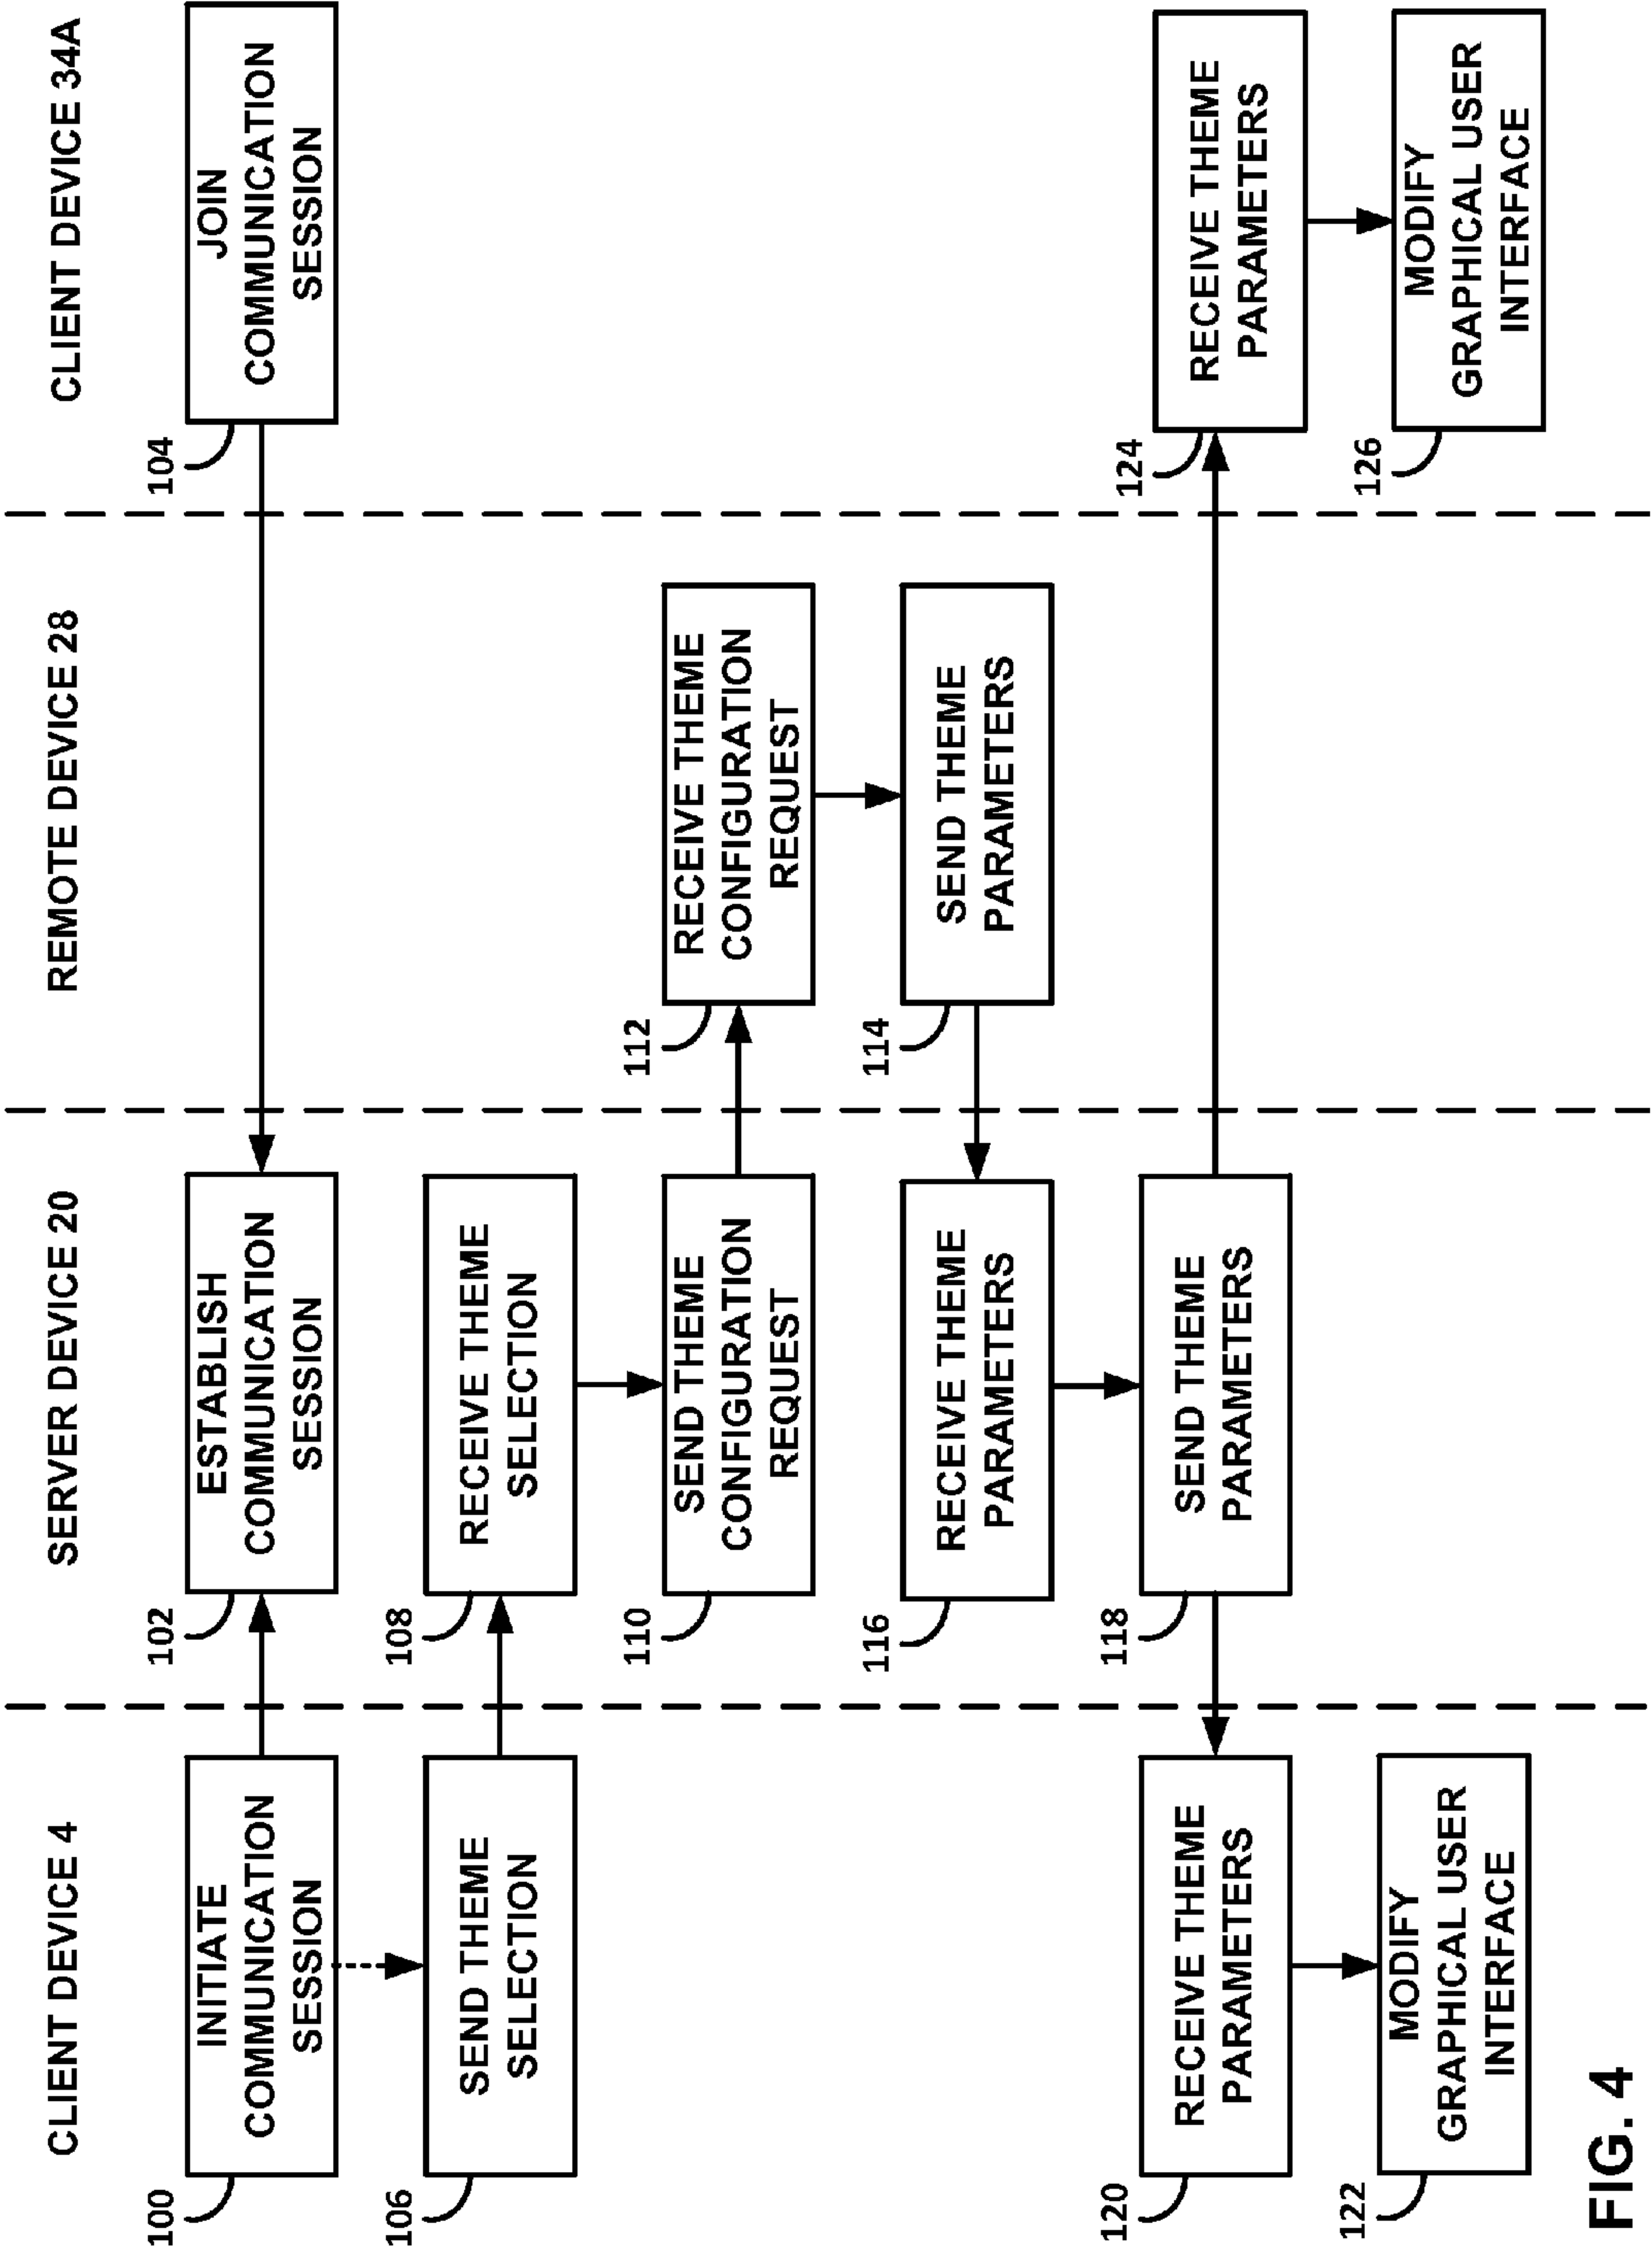 CLIENT DEVICE 4
SERVER DEVICE 20
REMOTE DEVICE 28
CLIENT DEVICE 34A
100
INITIATE
COMMUNICATION
SESSION
102
ESTABLISH
COMMUNICATION
SESSION
104
JOIN
COMMUNICATION
SESSION
106
SEND THEME
SELECTION
108
RECEIVE THEME
SELECTION
110
SEND THEME
CONFIGURATION
REQUEST
112
RECEIVE THEME
CONFIGURATION
REQUEST
114
SEND THEME
PARAMETERS
116
RECEIVE THEME
PARAMETERS
118
SEND THEME
PARAMETERS
120
RECEIVE THEME
PARAMETERS
122
MODIFY
GRAPHICAL USER
INTERFACE
124
RECEIVE THEME
PARAMETERS
126
MODIFY
GRAPHICAL USER
INTERFACE
FIG. 4